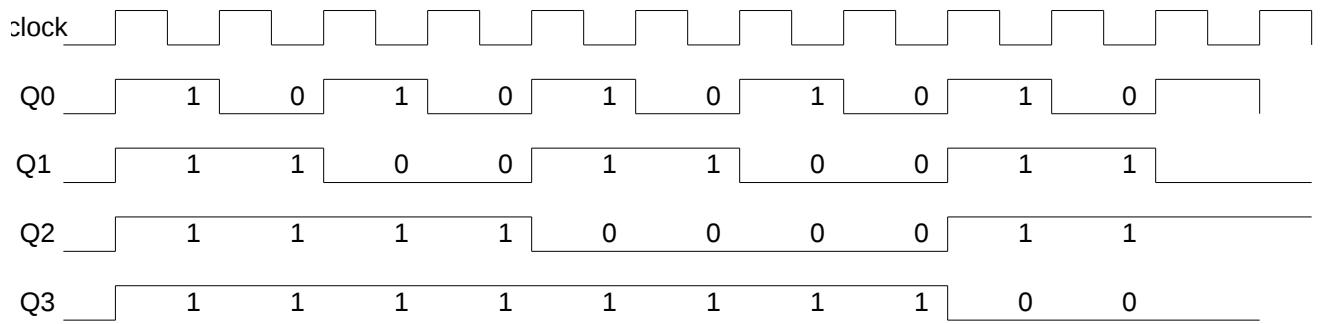 clock
Q0 1 0 1 0 1 0 1 0 1 0
Q1 1 1 0 0 1 1 0 0 1 1
Q2 1 1 1 1 0 0 0 0 1 1
Q3 1 1 1 1 1 1 1 1 0 0